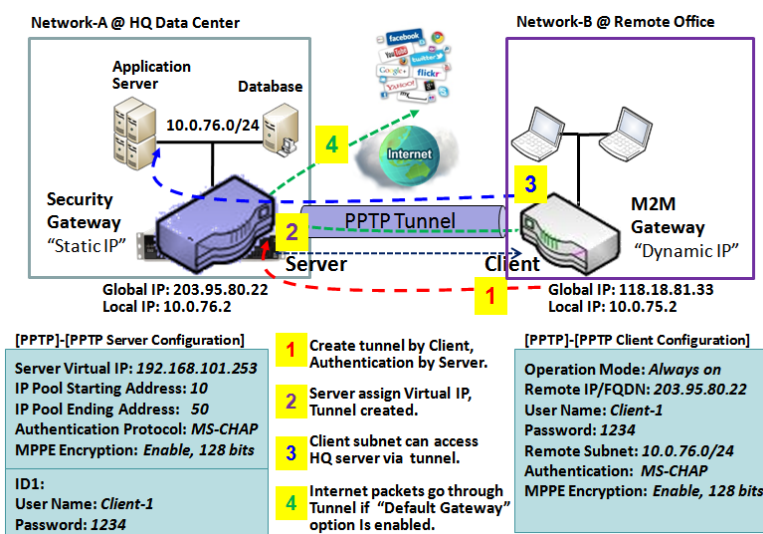 Network-A @ HQ Data Center
Network-B @ Remote Office
Application
Server
Database
10.0.76.0/24
facebook
YouTube
twitter
Google+
flickr
YAHOO!
my
Internet
4
3
Security
Gateway
"Static IP"
PPTP Tunnel
M2M
Gateway
"Dynamic IP"
2
Server
Client
1
Global IP: 203.95.80.22
Local IP: 10.0.76.2
Global IP: 118.18.81.33
Local IP: 10.0.75.2
[PPTP]-[PPTP Server Configuration]
Server Virtual IP: 192.168.101.253
IP Pool Starting Address: 10
IP Pool Ending Address: 50
Authentication Protocol: MS-CHAP
MPPE Encryption: Enable, 128 bits
ID1:
User Name: Client-1
Password: 1234
1 Create tunnel by Client,
Authentication by Server.
2 Server assign Virtual IP,
Tunnel created.
3 Client subnet can access
HQ server via tunnel.
4 Internet packets go through
Tunnel if "Default Gateway"
option Is enabled.
[PPTP]-[PPTP Client Configuration]
Operation Mode: Always on
Remote IP/FQDN: 203.95.80.22
User Name: Client-1
Password: 1234
Remote Subnet: 10.0.76.0/24
Authentication: MS-CHAP
MPPE Encryption: Enable, 128 bits